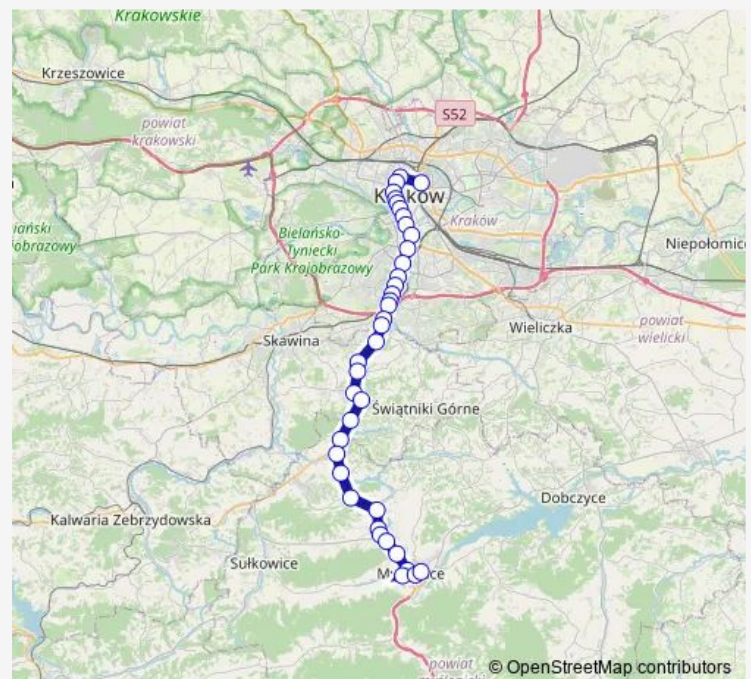 Krakowskie
Krzeszowice
S52
powiat
krakowski
Kraków
Kraków
Bielańsko-
Tyniecki
Park Krajobrazowy
jobrazowy
Niepołomice
Skawina
Wieliczka
powiat
wielicki
Świątniki Górne
Dobczyce
Kalwaria Zebrzydowska
Sułkowice
powiat
© OpenStreetMap contributors